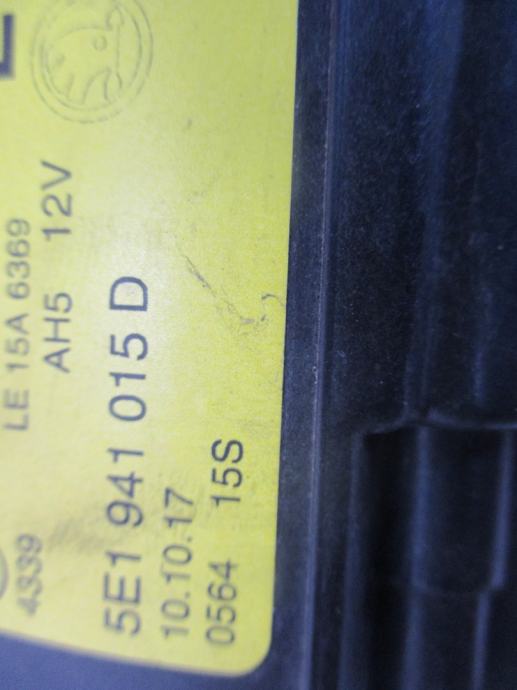 4339 LE 15A 6369
AH5 12V
5E1 941 015 D
10.10.17
0564 15S